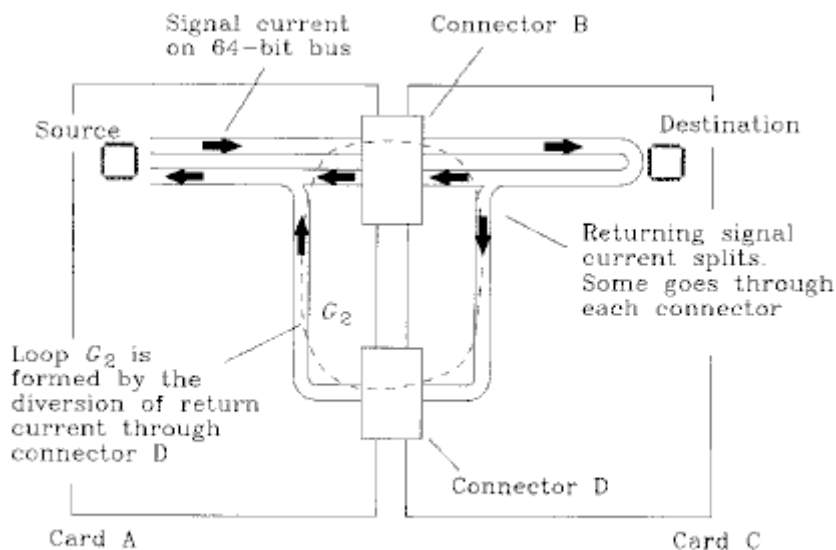 Signal current
on 64-bit bus
Connector B
Source
Destination
Returning signal
current splits.
Some goes through
each connector
G₂
Loop G₂ is
formed by the
diversion of return
current through
connector D
Connector D
Card A
Card C